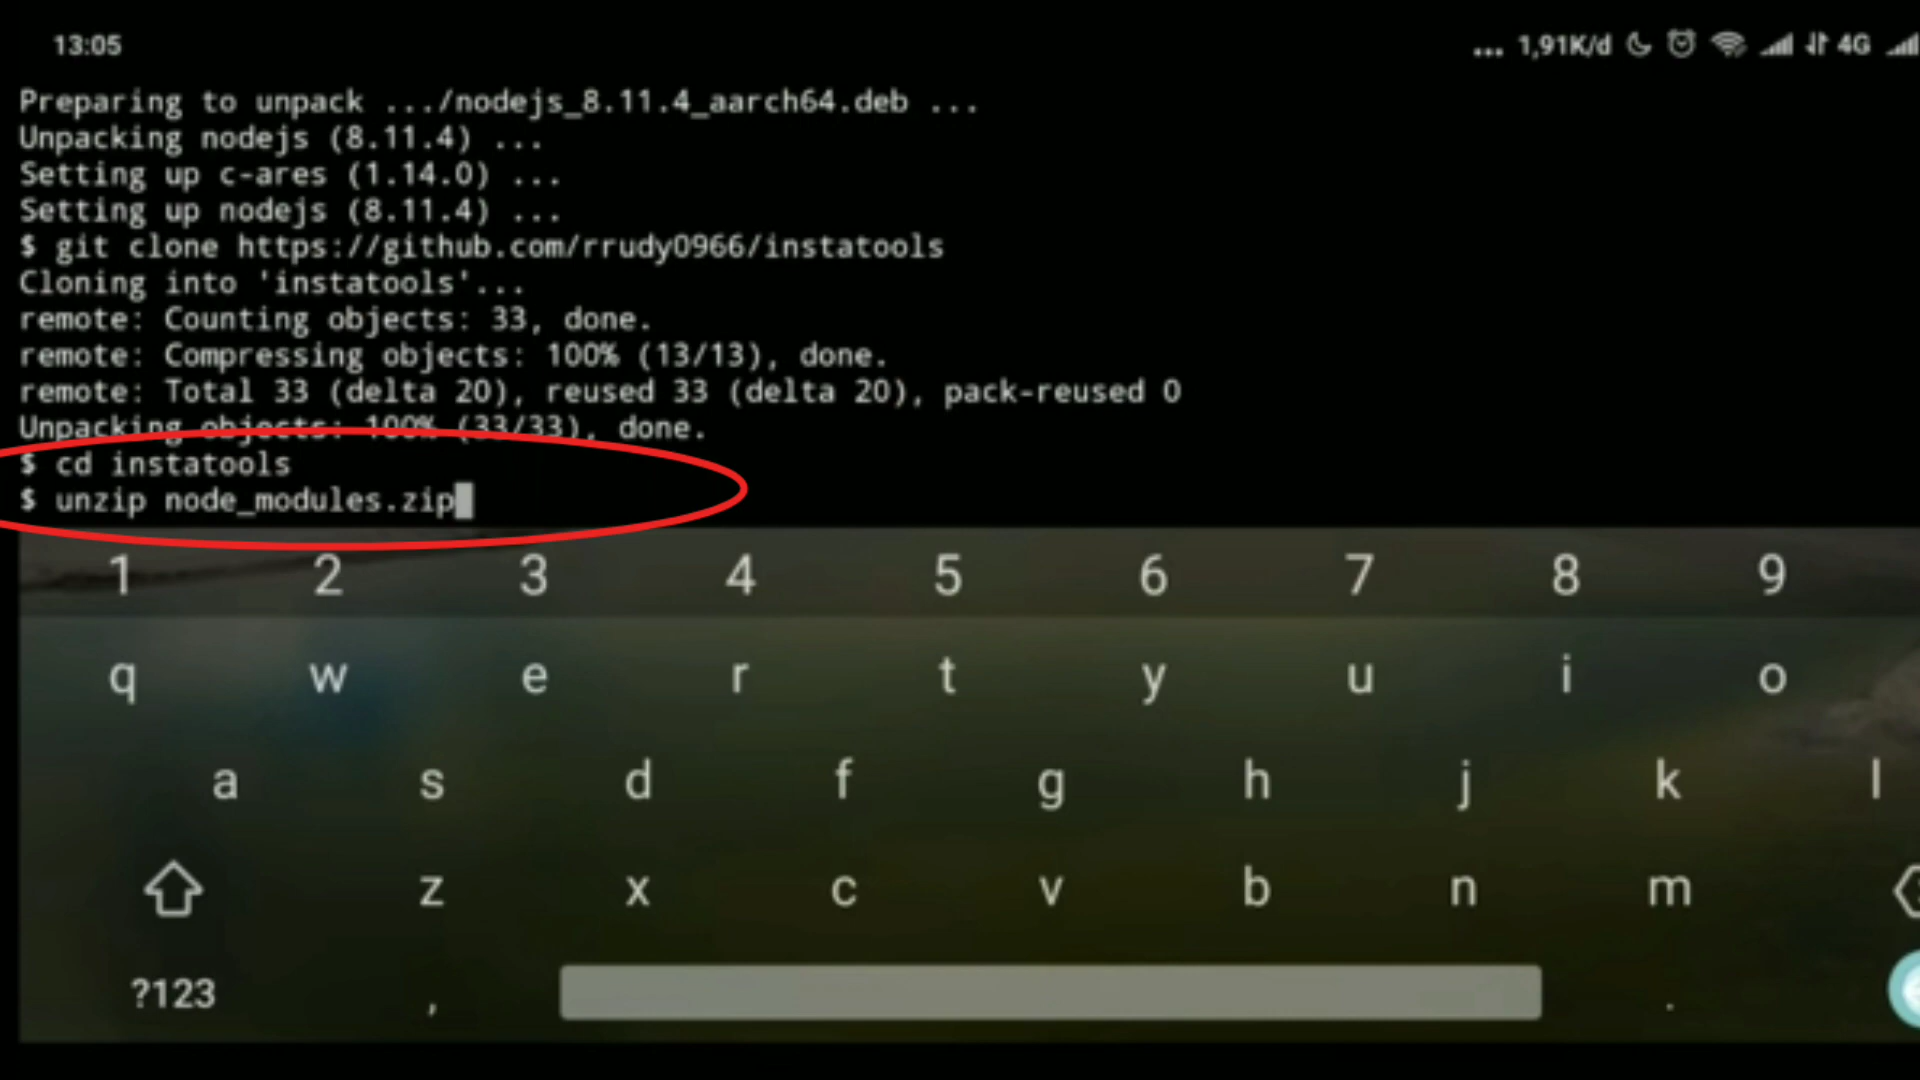 13:05
... 1,91K/d 4G
Preparing to unpack .../nodejs_8.11.4_aarch64.deb ...
Unpacking nodejs (8.11.4) ...
Setting up c-ares (1.14.0) ...
Setting up nodejs (8.11.4) ...
$ git clone https://github.com/rrudy0966/instatools
Cloning into 'instatools'...
remote: Counting objects: 33, done.
remote: Compressing objects: 100% (13/13), done.
remote: Total 33 (delta 20), reused 33 (delta 20), pack-reused 0
Unpacking objects: 100% (33/33), done.
$ cd instatools
$ unzip node_modules.zip
1 2 3 4 5 6 7 8 9
q w e r t y u i o
a s d f g h j k l
z x c v b n m
?123 , .